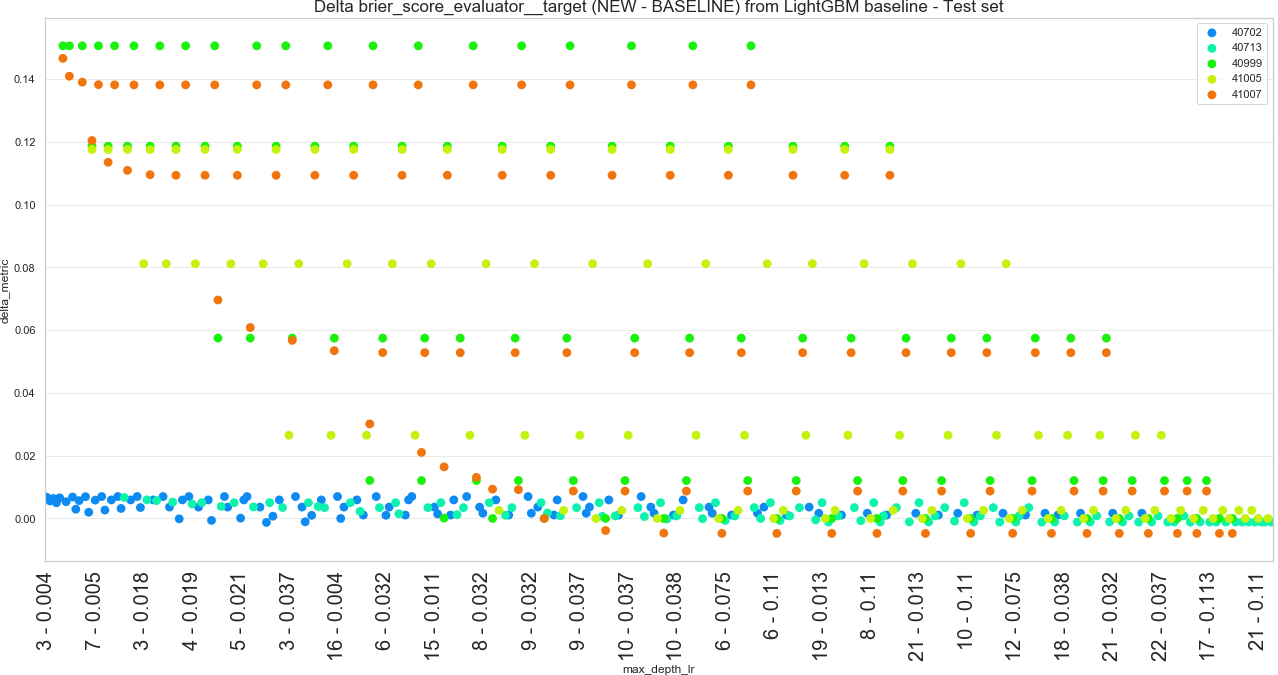 Delta brier_score_evaluator__target (NEW - BASELINE) from LightGBM baseline - Test set
40702
40713
40999
41005
41007
delta_metric
0.14
0.12
0.10
0.08
0.06
0.04
0.02
0.00
3 - 0.004
7 - 0.005
3 - 0.018
4 - 0.019
5 - 0.021
3 - 0.037
16 - 0.004
6 - 0.032
15 - 0.011
8 - 0.032
9 - 0.032
9 - 0.037
10 - 0.037
10 - 0.038
6 - 0.075
6 - 0.11
19 - 0.013
8 - 0.11
21 - 0.013
10 - 0.11
12 - 0.075
18 - 0.038
21 - 0.032
22 - 0.037
17 - 0.113
21 - 0.11
max_depth_lr